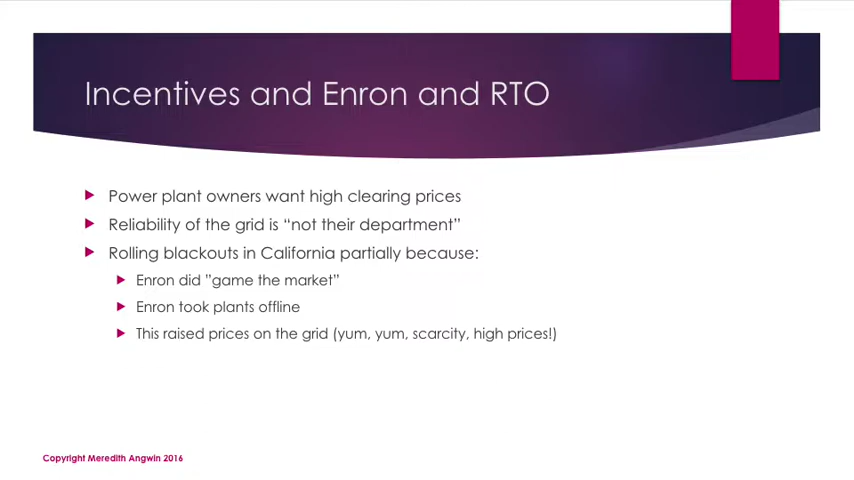 Incentives and Enron and RTO
Power plant owners want high clearing prices
Reliability of the grid is “not their department”
Rolling blackouts in California partially because:
Enron did ”game the market”
Enron took plants offline
This raised prices on the grid (yum, yum, scarcity, high prices!)
Copyright Meredith Angwin 2016